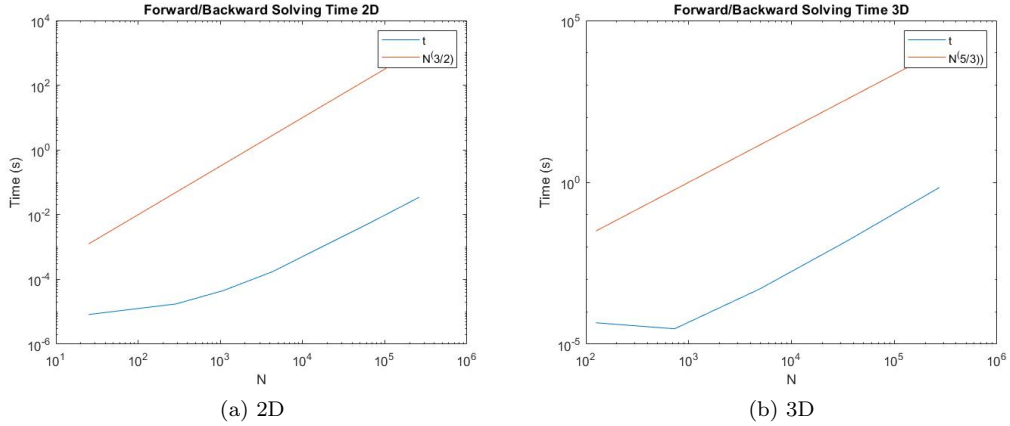 Forward/Backward Solving Time 2D
10^4
10^2
10^0
10^-2
10^-4
10^-6
Time (s)
t
N^(3/2)
10^1
10^2
10^3
10^4
10^5
10^6
N
(a) 2D
Forward/Backward Solving Time 3D
10^5
10^0
10^-5
Time (s)
t
N^(5/3))
10^2
10^3
10^4
10^5
10^6
N
(b) 3D